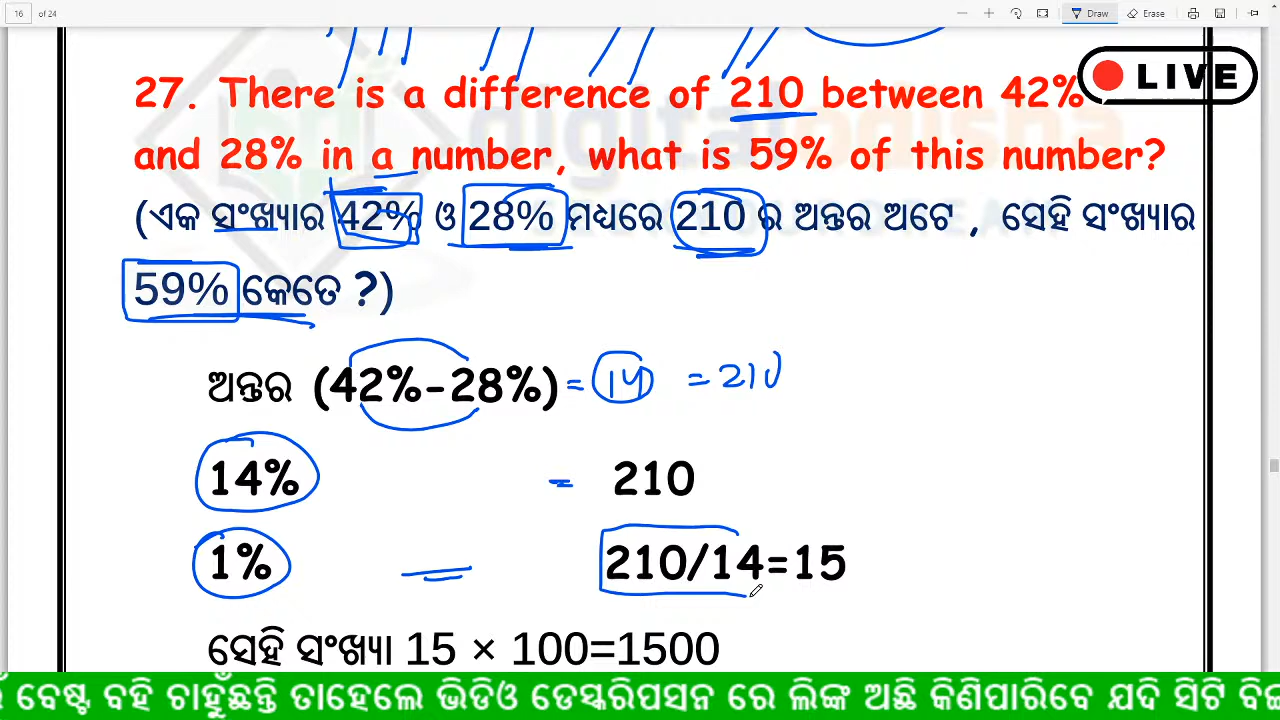 16 of 24 Draw Erase
LIVE
27. There is a difference of 210 between 42%
and 28% in a number, what is 59% of this number?
(ଏକ ସଂଖ୍ୟାର 42% ଓ 28% ମଧ୍ୟରେ 210 ର ଅନ୍ତର ଅଟେ , ସେହି ସଂଖ୍ୟାର
59% କେତେ ?)
ଅନ୍ତର (42%-28%) = 14 = 210
14% = 210
1% 210/14=15
ସେହି ସଂଖ୍ୟା 15 × 100=1500
ବେଷ୍ଟ ବହି ଚାହୁଁଛନ୍ତି ତାହେଲେ ଭିଡିଓ ଡେସ୍କରିପସନ ରେ ଲିଙ୍କ ଅଛି କିଣିପାରିବେ ଯଦି ସିଟି